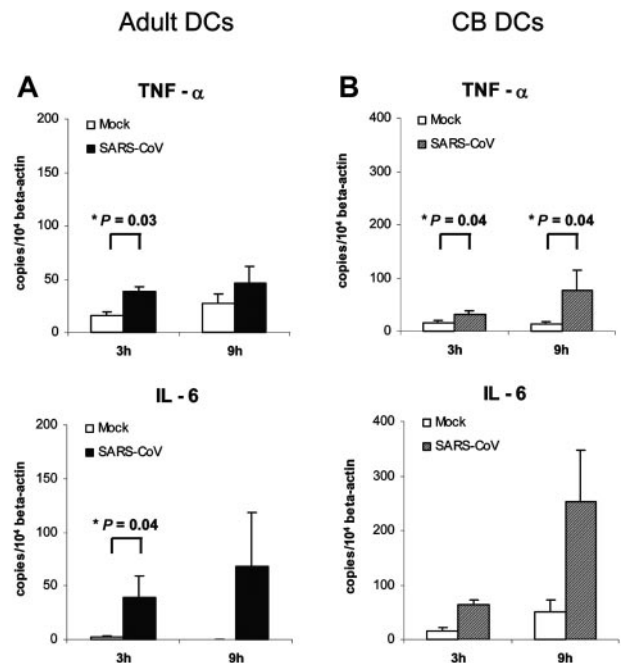 Adult DCs
CB DCs
A
TNF - α
copies/10⁴ beta-actin
200
150
100
50
0
Mock
SARS-CoV
* P = 0.03
3h
9h
IL - 6
copies/10⁴ beta-actin
200
150
100
50
0
Mock
SARS-CoV
* P = 0.04
3h
9h
B
TNF - α
copies/10⁴ beta-actin
400
300
200
100
0
Mock
SARS-CoV
* P = 0.04
* P = 0.04
3h
9h
IL - 6
copies/10⁴ beta-actin
400
300
200
100
0
Mock
SARS-CoV
3h
9h